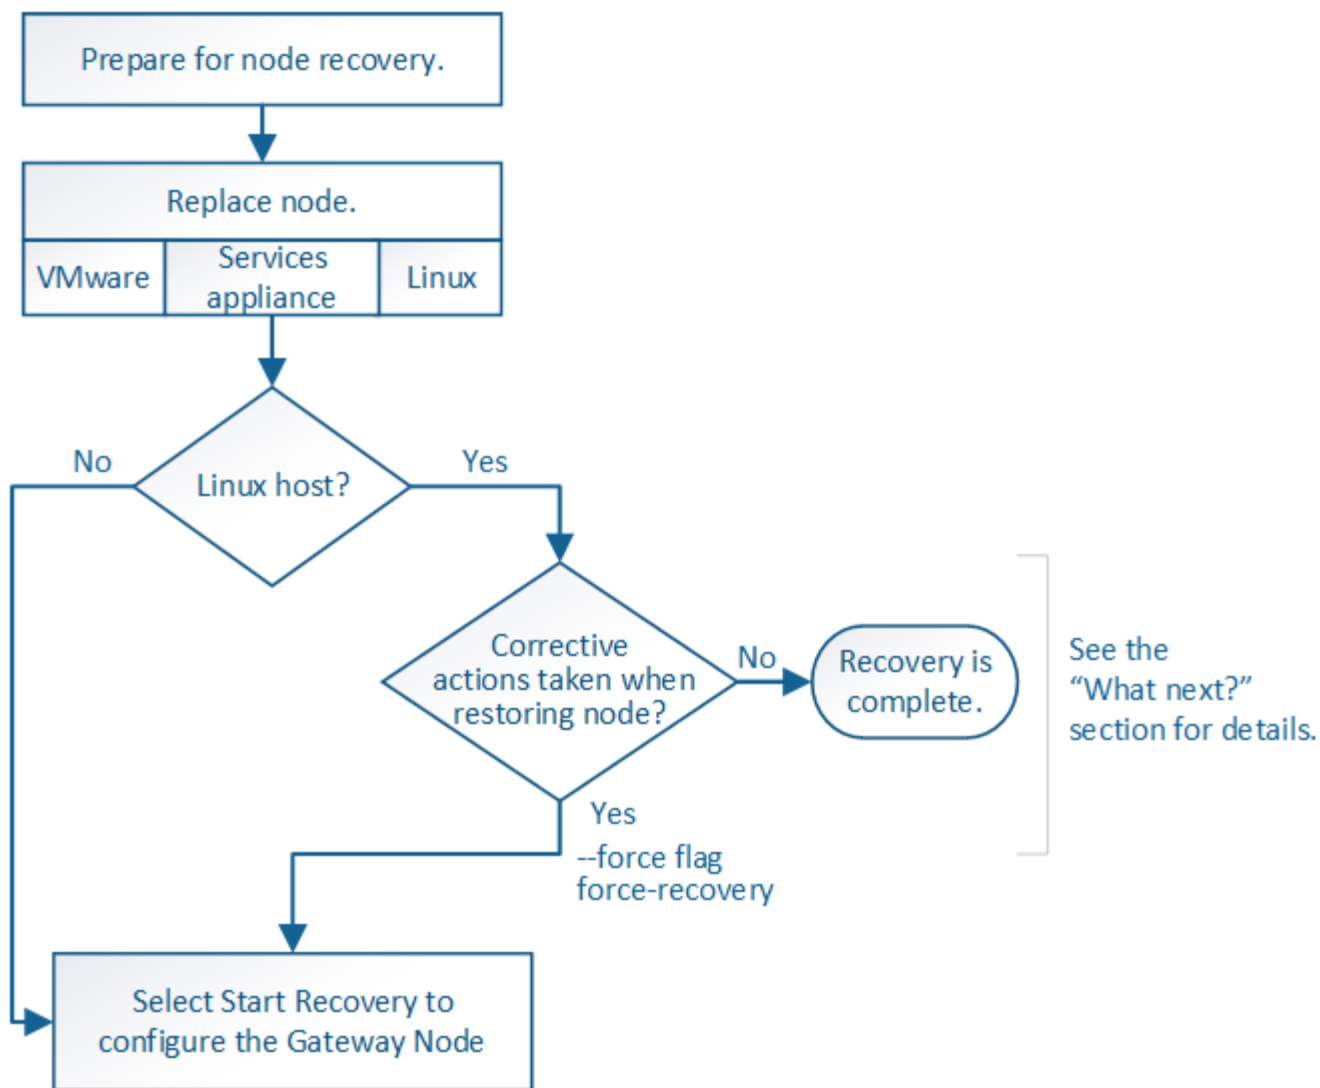 Prepare for node recovery.
Replace node.
VMware
Services
appliance
Linux
No
Yes
Linux host?
Corrective
actions taken when
restoring node?
No
Recovery is
complete.
See the
“What next?”
section for details.
Yes
--force flag
force-recovery
Select Start Recovery to
configure the Gateway Node